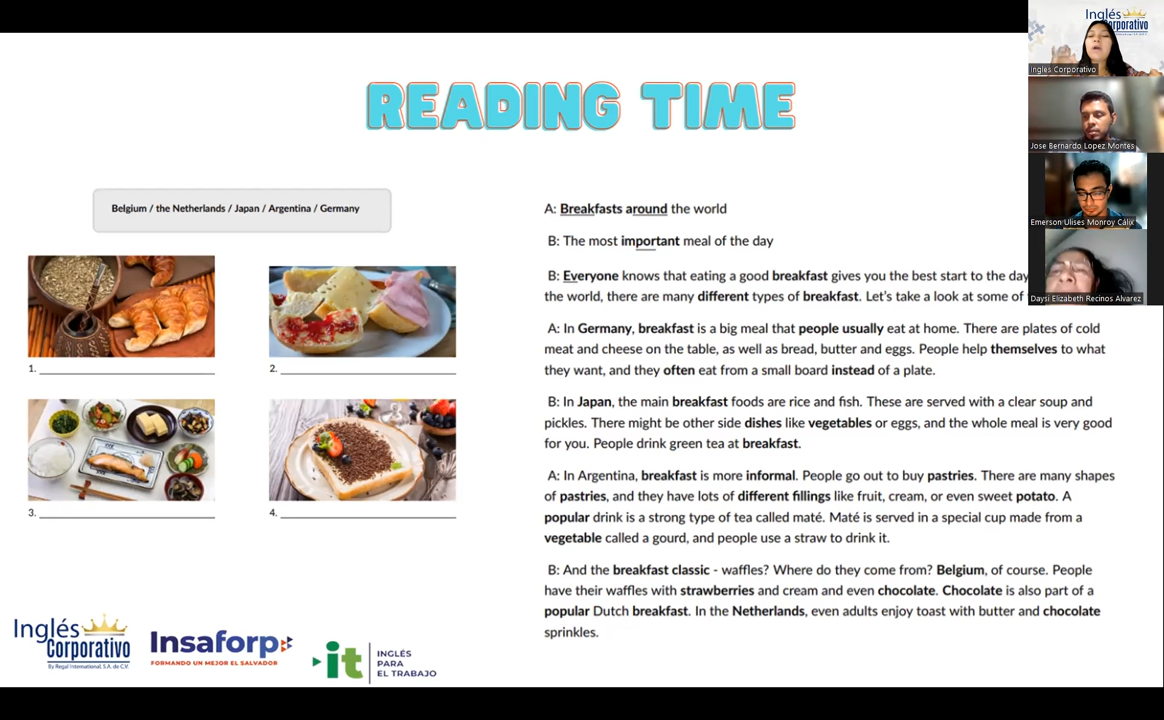 READING TIME
Belgium / the Netherlands / Japan / Argentina / Germany
1.
2.
3.
4.
A: Breakfasts around the world
B: The most important meal of the day
B: Everyone knows that eating a good breakfast gives you the best start to the day
the world, there are many different types of breakfast. Let's take a look at some of
A: In Germany, breakfast is a big meal that people usually eat at home. There are plates of cold
meat and cheese on the table, as well as bread, butter and eggs. People help themselves to what
they want, and they often eat from a small board instead of a plate.
B: In Japan, the main breakfast foods are rice and fish. These are served with a clear soup and
pickles. There might be other side dishes like vegetables or eggs, and the whole meal is very good
for you. People drink green tea at breakfast.
A: In Argentina, breakfast is more informal. People go out to buy pastries. There are many shapes
of pastries, and they have lots of different fillings like fruit, cream, or even sweet potato. A
popular drink is a strong type of tea called maté. Maté is served in a special cup made from a
vegetable called a gourd, and people use a straw to drink it.
B: And the breakfast classic - waffles? Where do they come from? Belgium, of course. People
have their waffles with strawberries and cream and even chocolate. Chocolate is also part of a
popular Dutch breakfast. In the Netherlands, even adults enjoy toast with butter and chocolate
sprinkles.
Inglés
Corporativo
By Regal International, S.A. de C.V.
Insaforp
FORMANDO UN MEJOR EL SALVADOR
it
INGLÉS
PARA
EL TRABAJO
Inglés
Corporativo
Inglés Corporativo
Jose Bernardo Lopez Montes
Emerson Ulises Monroy Cálix
Daysi Elizabeth Recinos Alvarez